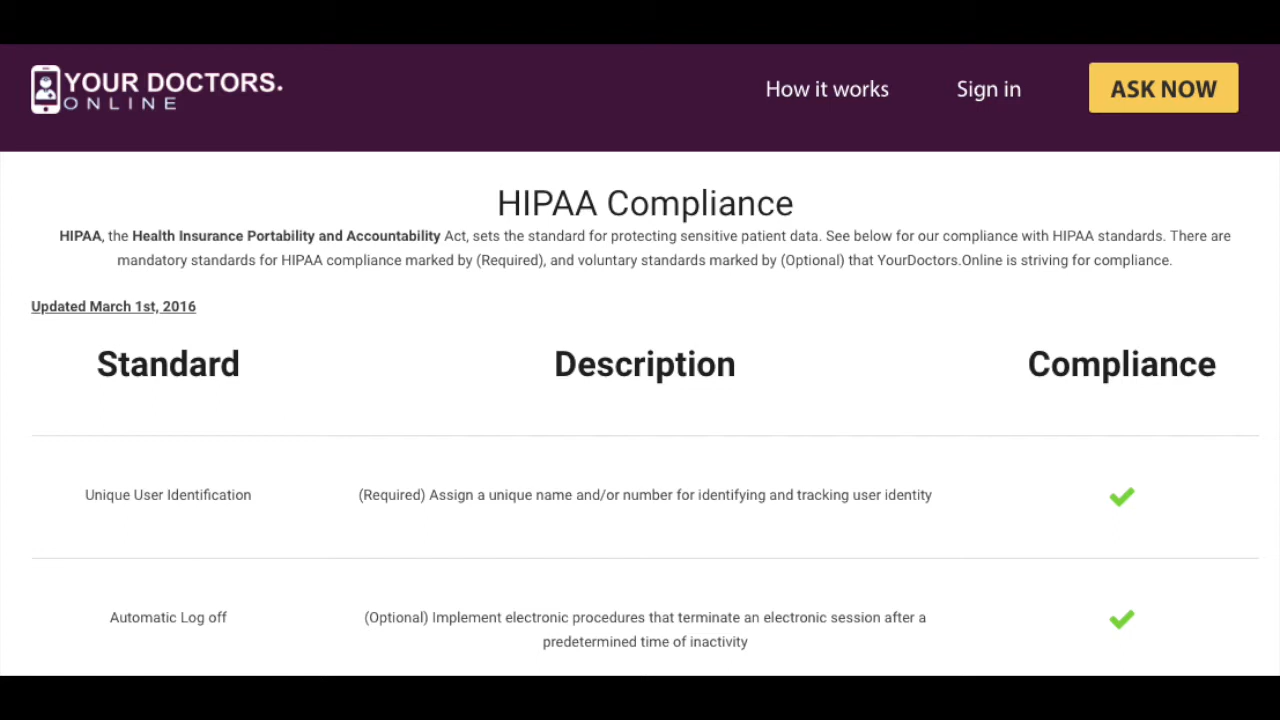 YOUR DOCTORS.
ONLINE
How it works
Sign in
ASK NOW
HIPAA Compliance
HIPAA, the Health Insurance Portability and Accountability Act, sets the standard for protecting sensitive patient data. See below for our compliance with HIPAA standards. There are
mandatory standards for HIPAA compliance marked by (Required), and voluntary standards marked by (Optional) that YourDoctors.Online is striving for compliance.
Updated March 1st, 2016
Standard
Description
Compliance
Unique User Identification
(Required) Assign a unique name and/or number for identifying and tracking user identity
Automatic Log off
(Optional) Implement electronic procedures that terminate an electronic session after a
predetermined time of inactivity